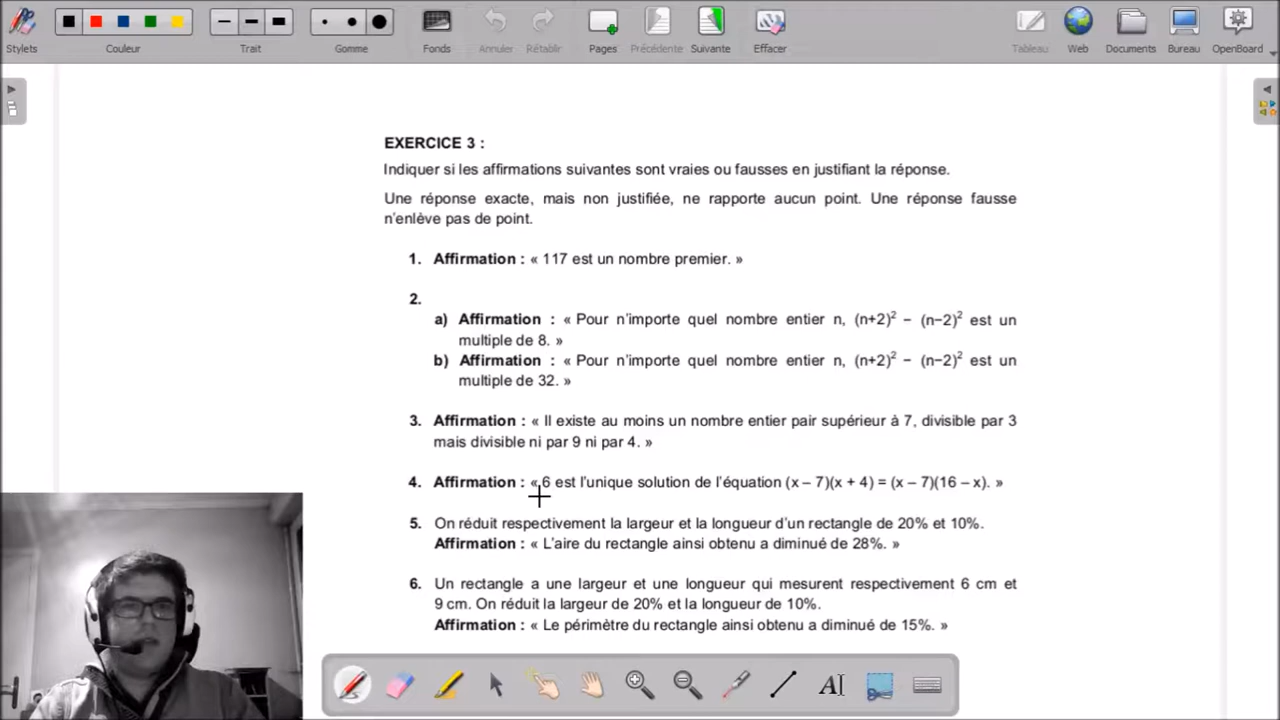 Stylets Couleur Trait Gomme Fonds Annuler Rétablir Pages Précédente Suivante Effacer Tableau Web Documents Bureau OpenBoard
EXERCICE 3 :
Indiquer si les affirmations suivantes sont vraies ou fausses en justifiant la réponse.
Une réponse exacte, mais non justifiée, ne rapporte aucun point. Une réponse fausse
n'enlève pas de point.
1. Affirmation : « 117 est un nombre premier. »
2.
a) Affirmation : « Pour n'importe quel nombre entier n, (n+2)² − (n−2)² est un
multiple de 8. »
b) Affirmation : « Pour n'importe quel nombre entier n, (n+2)² − (n−2)² est un
multiple de 32. »
3. Affirmation : « Il existe au moins un nombre entier pair supérieur à 7, divisible par 3
mais divisible ni par 9 ni par 4. »
4. Affirmation : « 6 est l'unique solution de l'équation (x – 7)(x + 4) = (x – 7)(16 – x). »
5. On réduit respectivement la largeur et la longueur d'un rectangle de 20% et 10%.
Affirmation : « L'aire du rectangle ainsi obtenu a diminué de 28%. »
6. Un rectangle a une largeur et une longueur qui mesurent respectivement 6 cm et
9 cm. On réduit la largeur de 20% et la longueur de 10%.
Affirmation : « Le périmètre du rectangle ainsi obtenu a diminué de 15%. »
AI